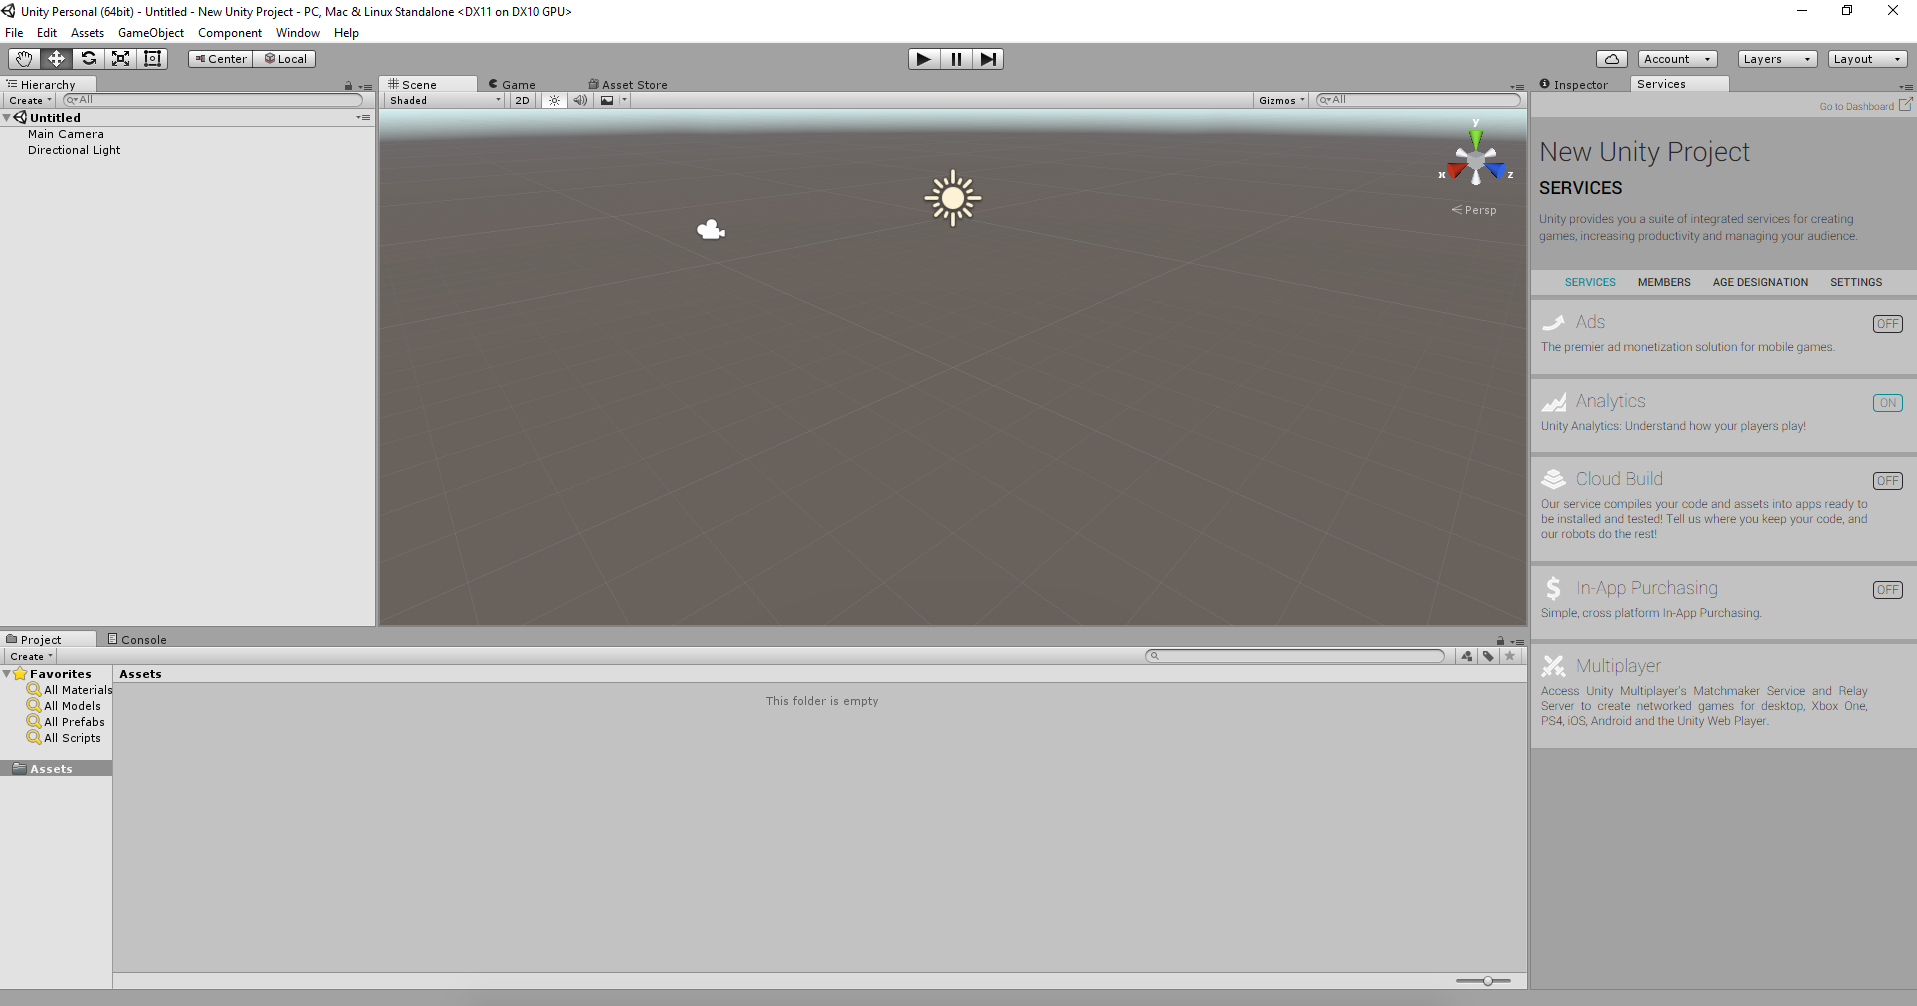 Unity Personal (64bit) - Untitled - New Unity Project - PC, Mac & Linux Standalone <DX11 on DX10 GPU>
File Edit Assets GameObject Component Window Help
Center Local
Account Layers Layout
Hierarchy
Create All
Untitled
Main Camera
Directional Light
Scene Game Asset Store
Shaded 2D Gizmos All
y
x z
Persp
Inspector Services
Go to Dashboard
New Unity Project
SERVICES
Unity provides you a suite of integrated services for creating
games, increasing productivity and managing your audience.
SERVICES MEMBERS AGE DESIGNATION SETTINGS
Ads OFF
The premier ad monetization solution for mobile games.
Analytics ON
Unity Analytics: Understand how your players play!
Cloud Build OFF
Our service compiles your code and assets into apps ready to
be installed and tested! Tell us where you keep your code, and
our robots do the rest!
In-App Purchasing OFF
Simple, cross platform In-App Purchasing.
Multiplayer
Access Unity Multiplayer's Matchmaker Service and Relay
Server to create networked games for desktop, Xbox One,
PS4, iOS, Android and the Unity Web Player.
Project Console
Create
Favorites
All Materials
All Models
All Prefabs
All Scripts
Assets
Assets
This folder is empty